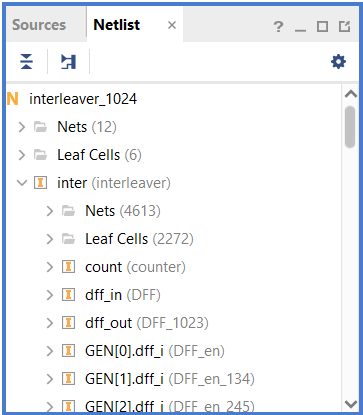 Sources Netlist × ? _
N interleaver_1024
Nets (12)
Leaf Cells (6)
inter (interleaver)
Nets (4613)
Leaf Cells (2272)
count (counter)
dff_in (DFF)
dff_out (DFF_1023)
GEN[0].dff_i (DFF_en)
GEN[1].dff_i (DFF_en_134)
GEN[2].dff_i (DFF_en_245)